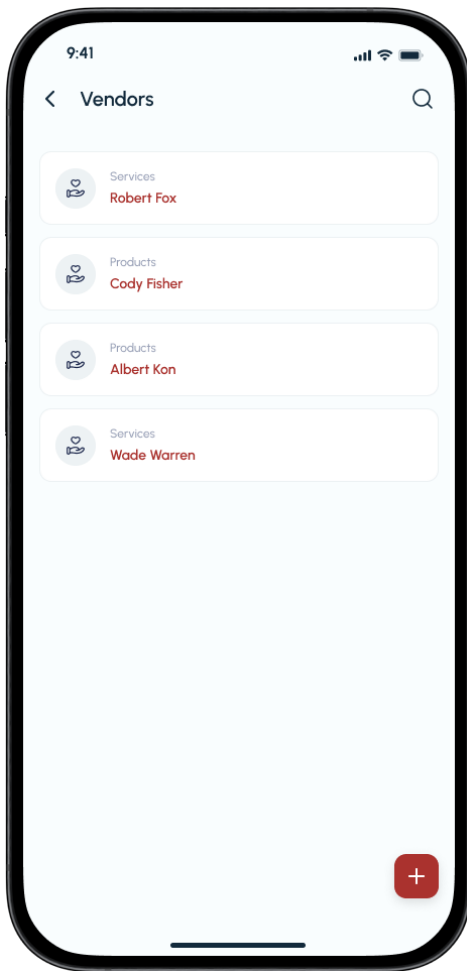 9:41
Vendors
Services
Robert Fox
Products
Cody Fisher
Products
Albert Kon
Services
Wade Warren